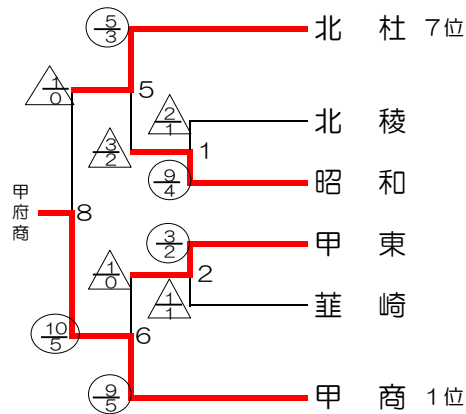 5/3 北 杜 7位
1/0 5
2/1 北 稜
3/2 1
9/4 昭 和
甲府商 8
3/2 甲 東
1/0 2
1/1 韮 崎
10/5 6
9/5 甲 商 1位